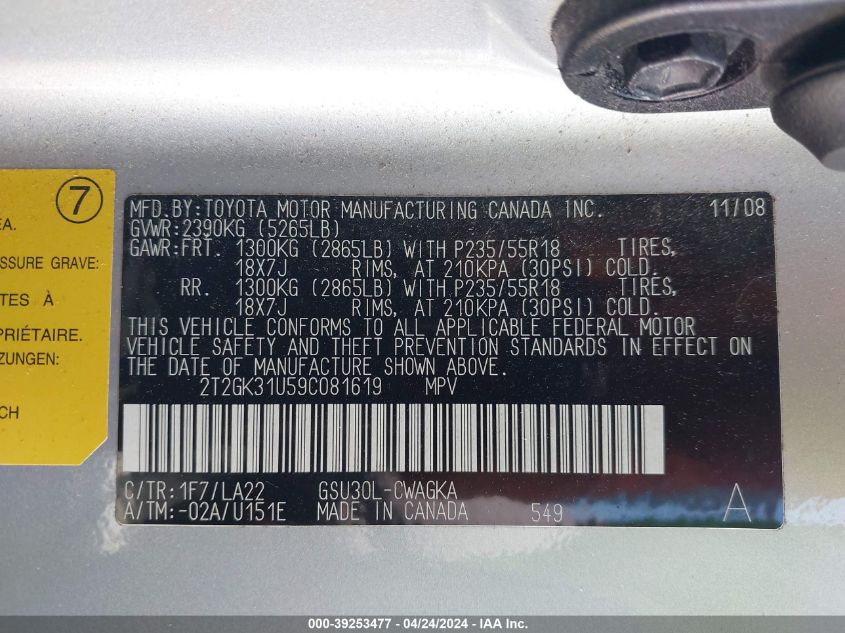 7
EA.
SSURE GRAVE:
TES À
PRIÉTAIRE.
ZUNGEN:
CH
MFD.BY:TOYOTA MOTOR MANUFACTURING CANADA INC. 11/08
GVWR:2390KG (5265LB)
GAWR:FRT. 1300KG (2865LB) WITH P235/55R18 TIRES,
18X7J RIMS, AT 210KPA (30PSI) COLD.
RR. 1300KG (2865LB) WITH P235/55R18 TIRES,
18X7J RIMS, AT 210KPA (30PSI) COLD.
THIS VEHICLE CONFORMS TO ALL APPLICABLE FEDERAL MOTOR
VEHICLE SAFETY AND THEFT PREVENTION STANDARDS IN EFFECT ON
THE DATE OF MANUFACTURE SHOWN ABOVE.
2T2GK31U59C081619 MPV
C/TR:1F7/LA22 GSU30L-CWAGKA
A/TM:-02A/U151E MADE IN CANADA 549 A
000-39253477 - 04/24/2024 - IAA Inc.